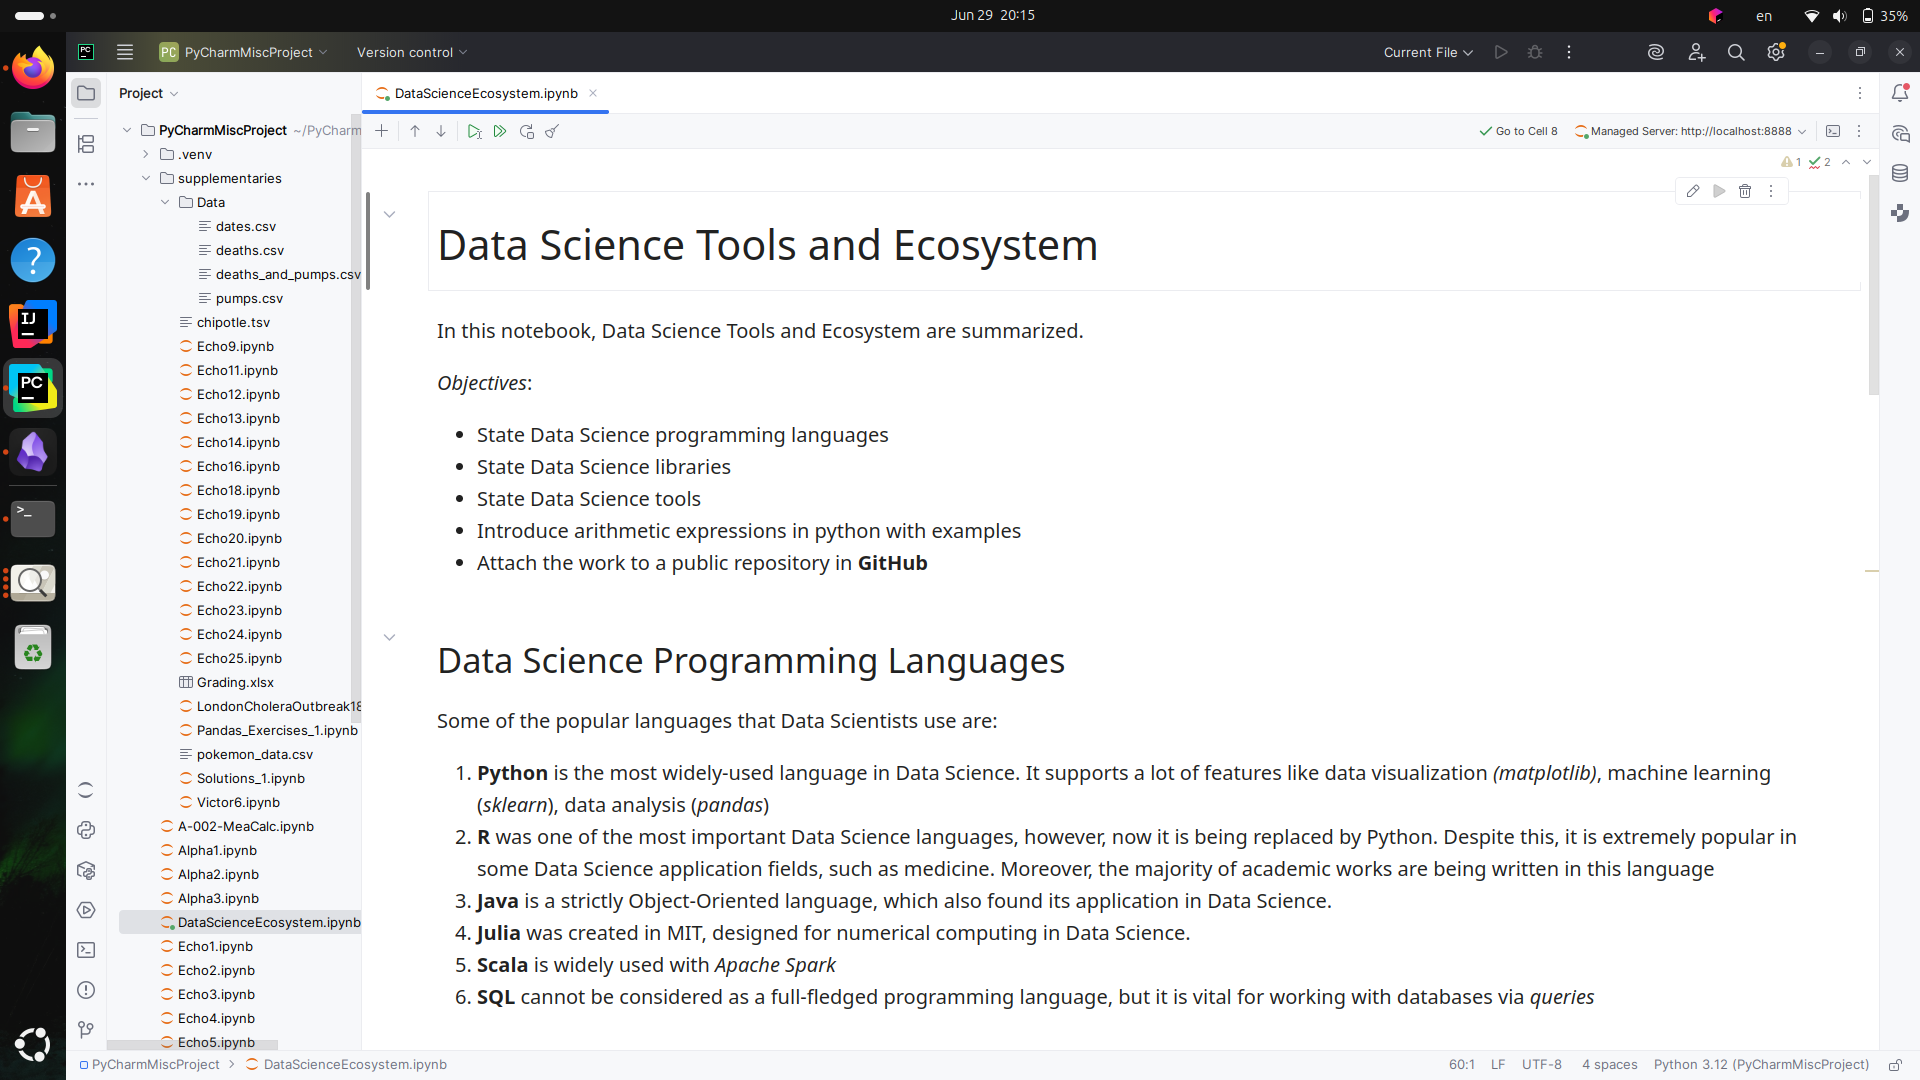 Jun 29 20:15
en
35%
PC
PC PyCharmMiscProject
Version control
Current File
Project
DataScienceEcosystem.ipynb
PyCharmMiscProject ~/PyCharm
Go to Cell 8
Managed Server: http://localhost:8888
.venv
1
2
supplementaries
Data
dates.csv
deaths.csv
deaths_and_pumps.csv
pumps.csv
chipotle.tsv
Echo9.ipynb
Echo11.ipynb
Echo12.ipynb
Echo13.ipynb
Echo14.ipynb
Echo16.ipynb
Echo18.ipynb
Echo19.ipynb
Echo20.ipynb
Echo21.ipynb
Echo22.ipynb
Echo23.ipynb
Echo24.ipynb
Echo25.ipynb
Grading.xlsx
LondonCholeraOutbreak18
Pandas_Exercises_1.ipynb
pokemon_data.csv
Solutions_1.ipynb
Victor6.ipynb
A-002-MeaCalc.ipynb
Alpha1.ipynb
Alpha2.ipynb
Alpha3.ipynb
DataScienceEcosystem.ipynb
Echo1.ipynb
Echo2.ipynb
Echo3.ipynb
Echo4.ipynb
Echo5.ipynb
Data Science Tools and Ecosystem
In this notebook, Data Science Tools and Ecosystem are summarized.
Objectives:
• State Data Science programming languages
• State Data Science libraries
• State Data Science tools
• Introduce arithmetic expressions in python with examples
• Attach the work to a public repository in GitHub
Data Science Programming Languages
Some of the popular languages that Data Scientists use are:
1. Python is the most widely-used language in Data Science. It supports a lot of features like data visualization (matplotlib), machine learning
(sklearn), data analysis (pandas)
2. R was one of the most important Data Science languages, however, now it is being replaced by Python. Despite this, it is extremely popular in
some Data Science application fields, such as medicine. Moreover, the majority of academic works are being written in this language
3. Java is a strictly Object-Oriented language, which also found its application in Data Science.
4. Julia was created in MIT, designed for numerical computing in Data Science.
5. Scala is widely used with Apache Spark
6. SQL cannot be considered as a full-fledged programming language, but it is vital for working with databases via queries
PyCharmMiscProject
DataScienceEcosystem.ipynb
60:1
LF
UTF-8
4 spaces
Python 3.12 (PyCharmMiscProject)
?
IJ
PC
>_